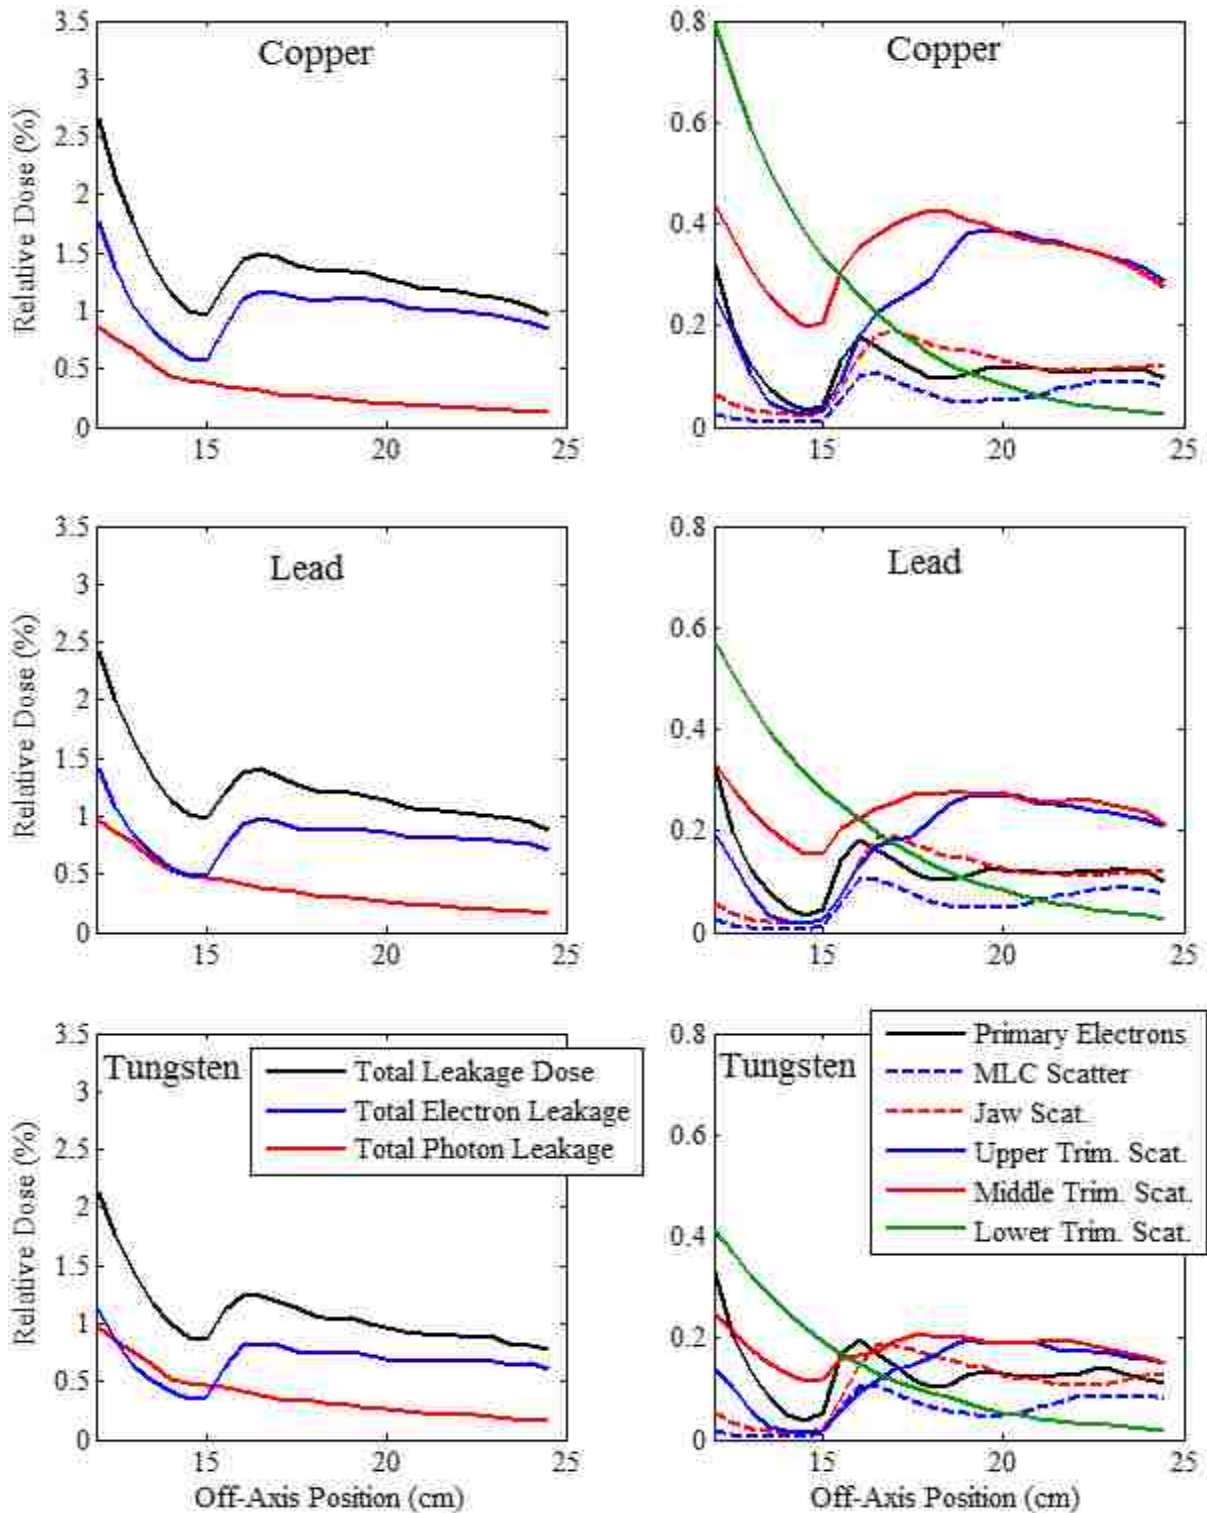 3.5
3
2.5
2
1.5
1
0.5
0
Relative Dose (%)
Copper
15
20
25
0.8
0.6
0.4
0.2
0
Copper
15
20
25
3.5
3
2.5
2
1.5
1
0.5
0
Relative Dose (%)
Lead
15
20
25
0.8
0.6
0.4
0.2
0
Lead
15
20
25
3.5
3
2.5
2
1.5
1
0.5
0
Relative Dose (%)
Tungsten
Total Leakage Dose
Total Electron Leakage
Total Photon Leakage
15
20
25
Off-Axis Position (cm)
0.8
0.6
0.4
0.2
0
Tungsten
Primary Electrons
MLC Scatter
Jaw Scat.
Upper Trim. Scat.
Middle Trim. Scat.
Lower Trim. Scat.
15
20
25
Off-Axis Position (cm)